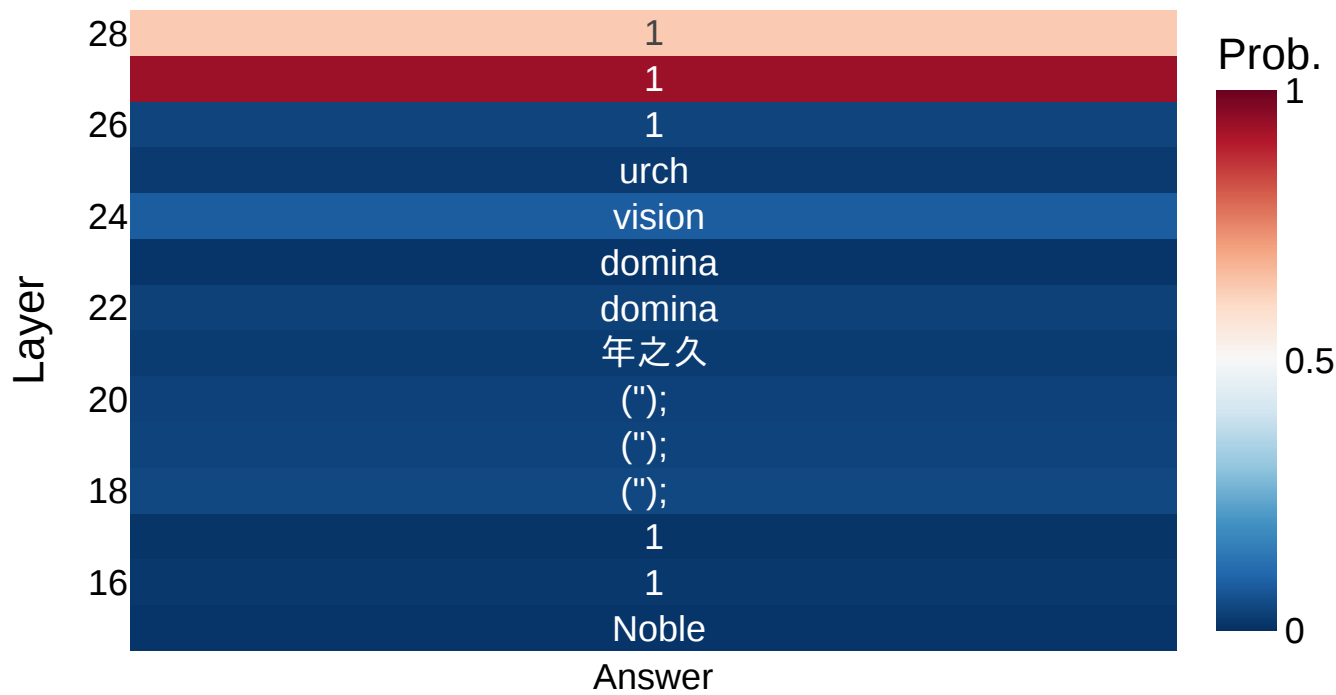 28
1
Prob.
1
1
26
1
urch
24
vision
domina
22
domina
Layer
年之久
0.5
20
(");
(");
18
(");
1
16
1
Noble
0
Answer